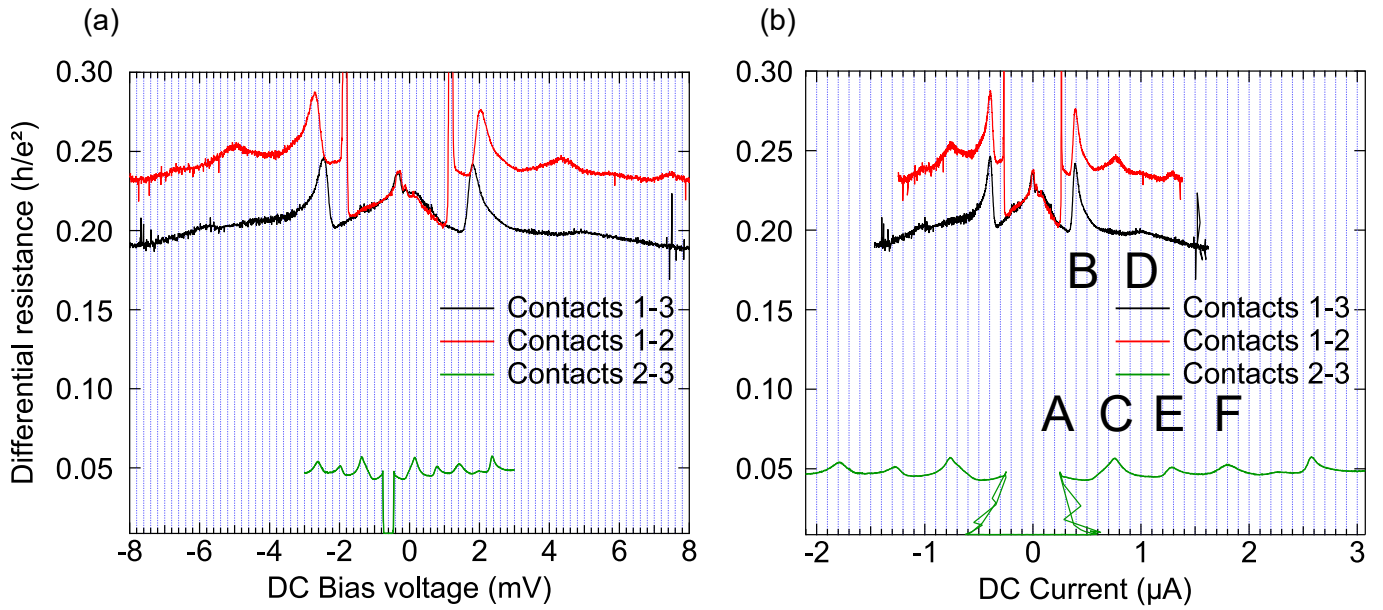 (a)
(b)
Differential resistance (h/e²)
0.30
0.25
0.20
0.15
0.10
0.05
-8 -6 -4 -2 0 2 4 6 8
DC Bias voltage (mV)
Contacts 1-3
Contacts 1-2
Contacts 2-3
0.30
0.25
0.20
0.15
0.10
0.05
-2 -1 0 1 2 3
DC Current (µA)
B D
Contacts 1-3
Contacts 1-2
Contacts 2-3
A C E F